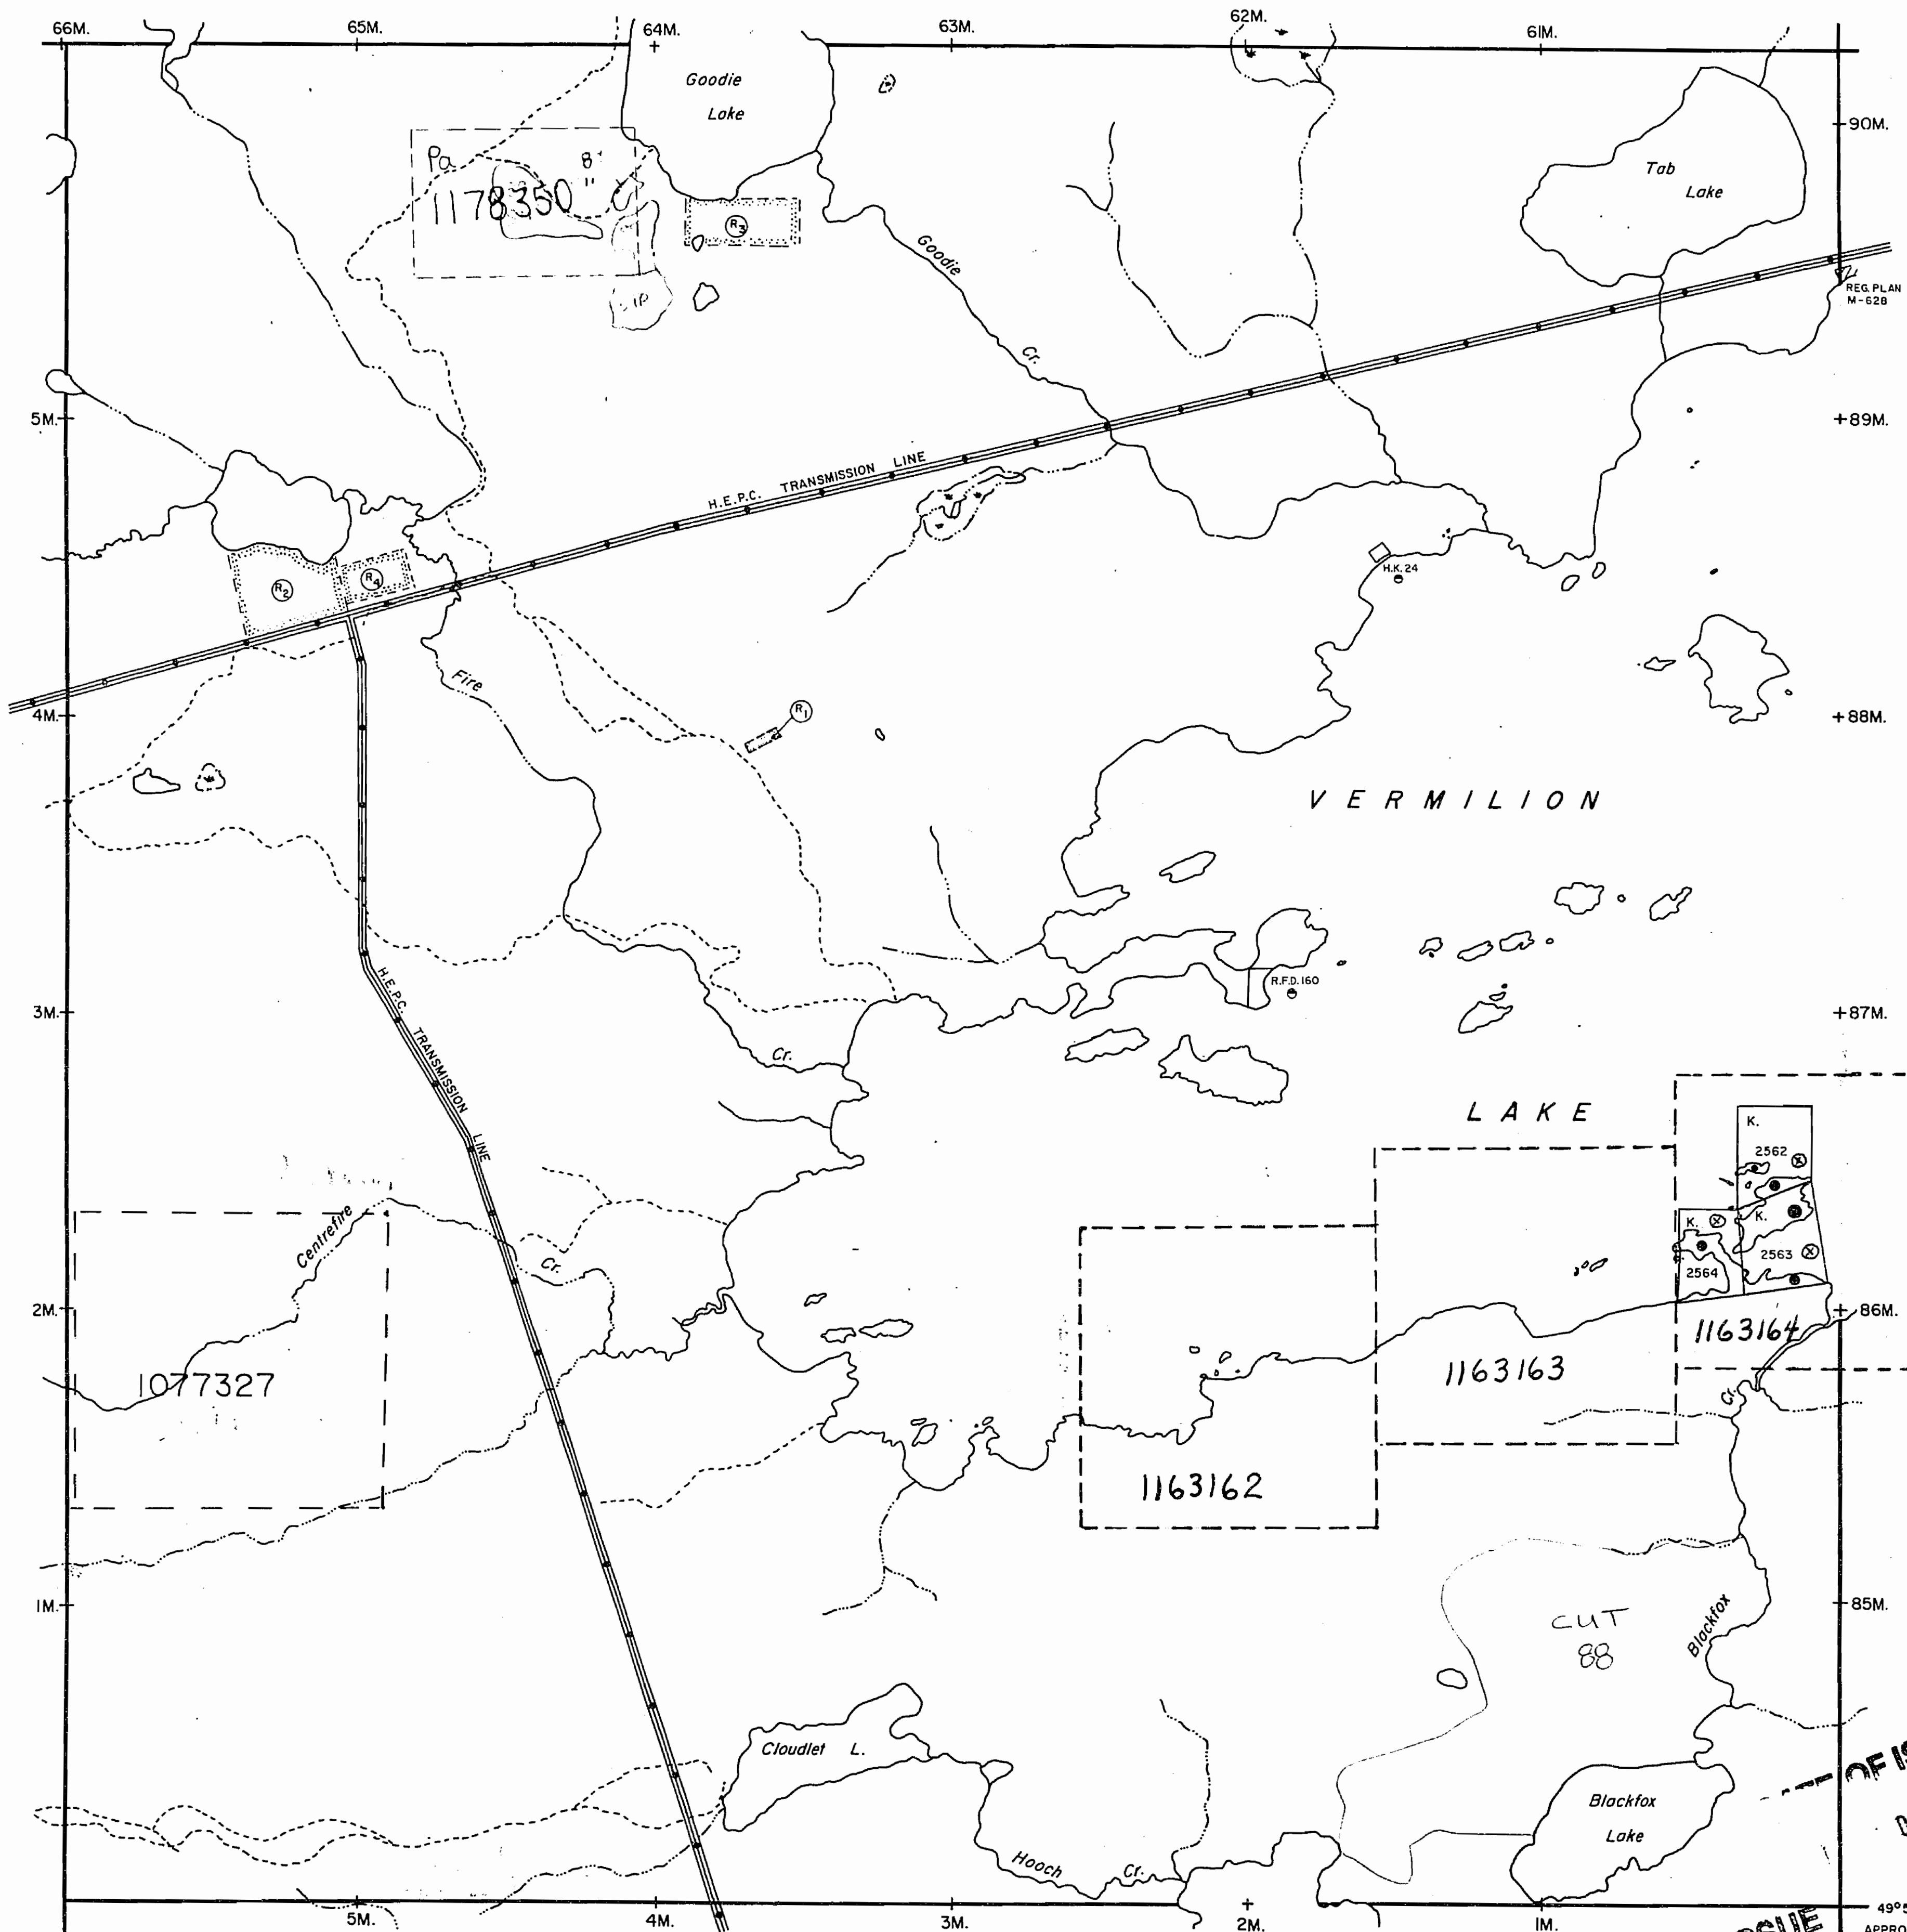 66M.
65M.
64M.
63M.
62M.
61M.
Goodie
Lake
90M.
Pa
1178350
Tab
Lake
R3
Goodie
Cr.
REG. PLAN
M-628
5M.
89M.
H.E.P.C. TRANSMISSION LINE
R2
R4
H.K. 24
Fire
4M.
R1
88M.
VERMILION
R.F.D. 160
3M.
87M.
H.E.P.C. TRANSMISSION LINE
Cr.
LAKE
K.
2562
K.
K.
2563
2564
Centrefire
Cr.
2M.
86M.
1163164
1077327
1163163
Cr.
1163162
1M.
85M.
CUT
88
Blackfox
Cloudlet L.
Blackfox
Lake
Hooch Cr.
5M.
4M.
3M.
2M.
1M.